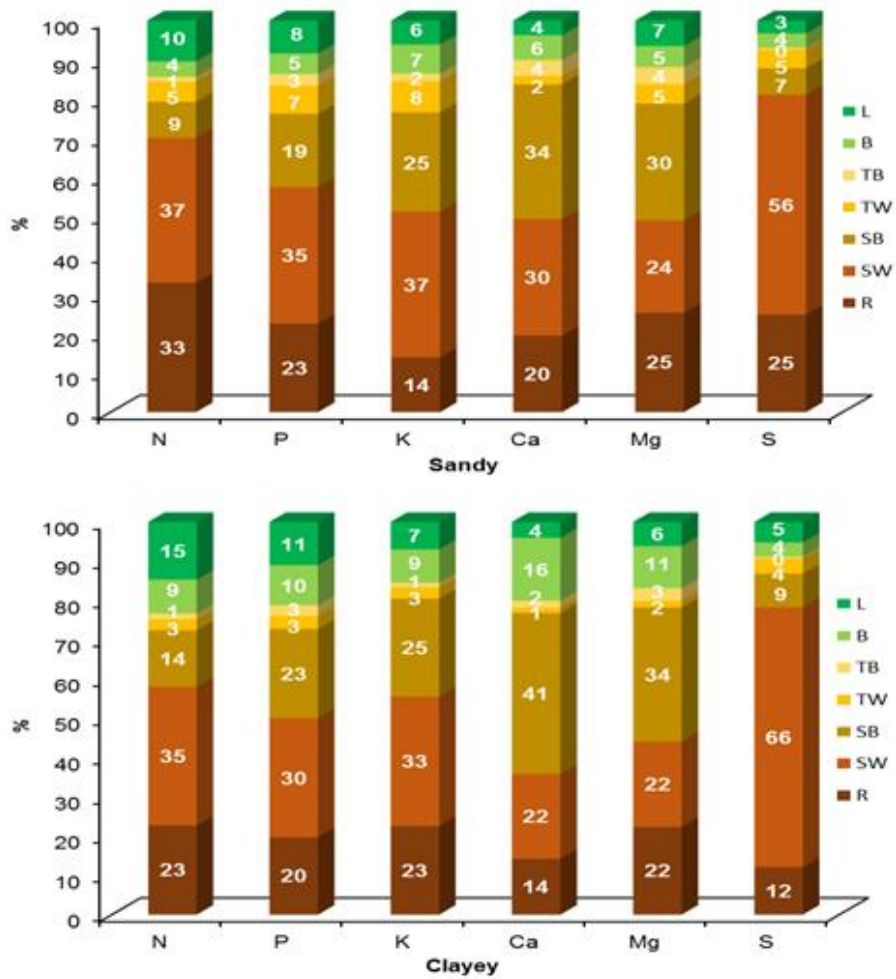 100
90
80
70
60
50
40
30
20
10
0
%
10 8 6 4 7 3
4 5 7 6 5 4
1 3 2 4 4 0
5 7 8 2 5 5
9 19 25 34 30 7
37 35 37 30 24 56
33 23 14 20 25 25
N P K Ca Mg S
Sandy
L
B
TB
TW
SB
SW
R
100
90
80
70
60
50
40
30
20
10
0
%
15 11 7 4 6 5
9 10 9 16 11 4
1 3 1 2 3 0
3 3 3 1 2 4
14 23 25 41 34 9
35 30 33 22 22 66
23 20 23 14 22 12
N P K Ca Mg S
Clayey
L
B
TB
TW
SB
SW
R